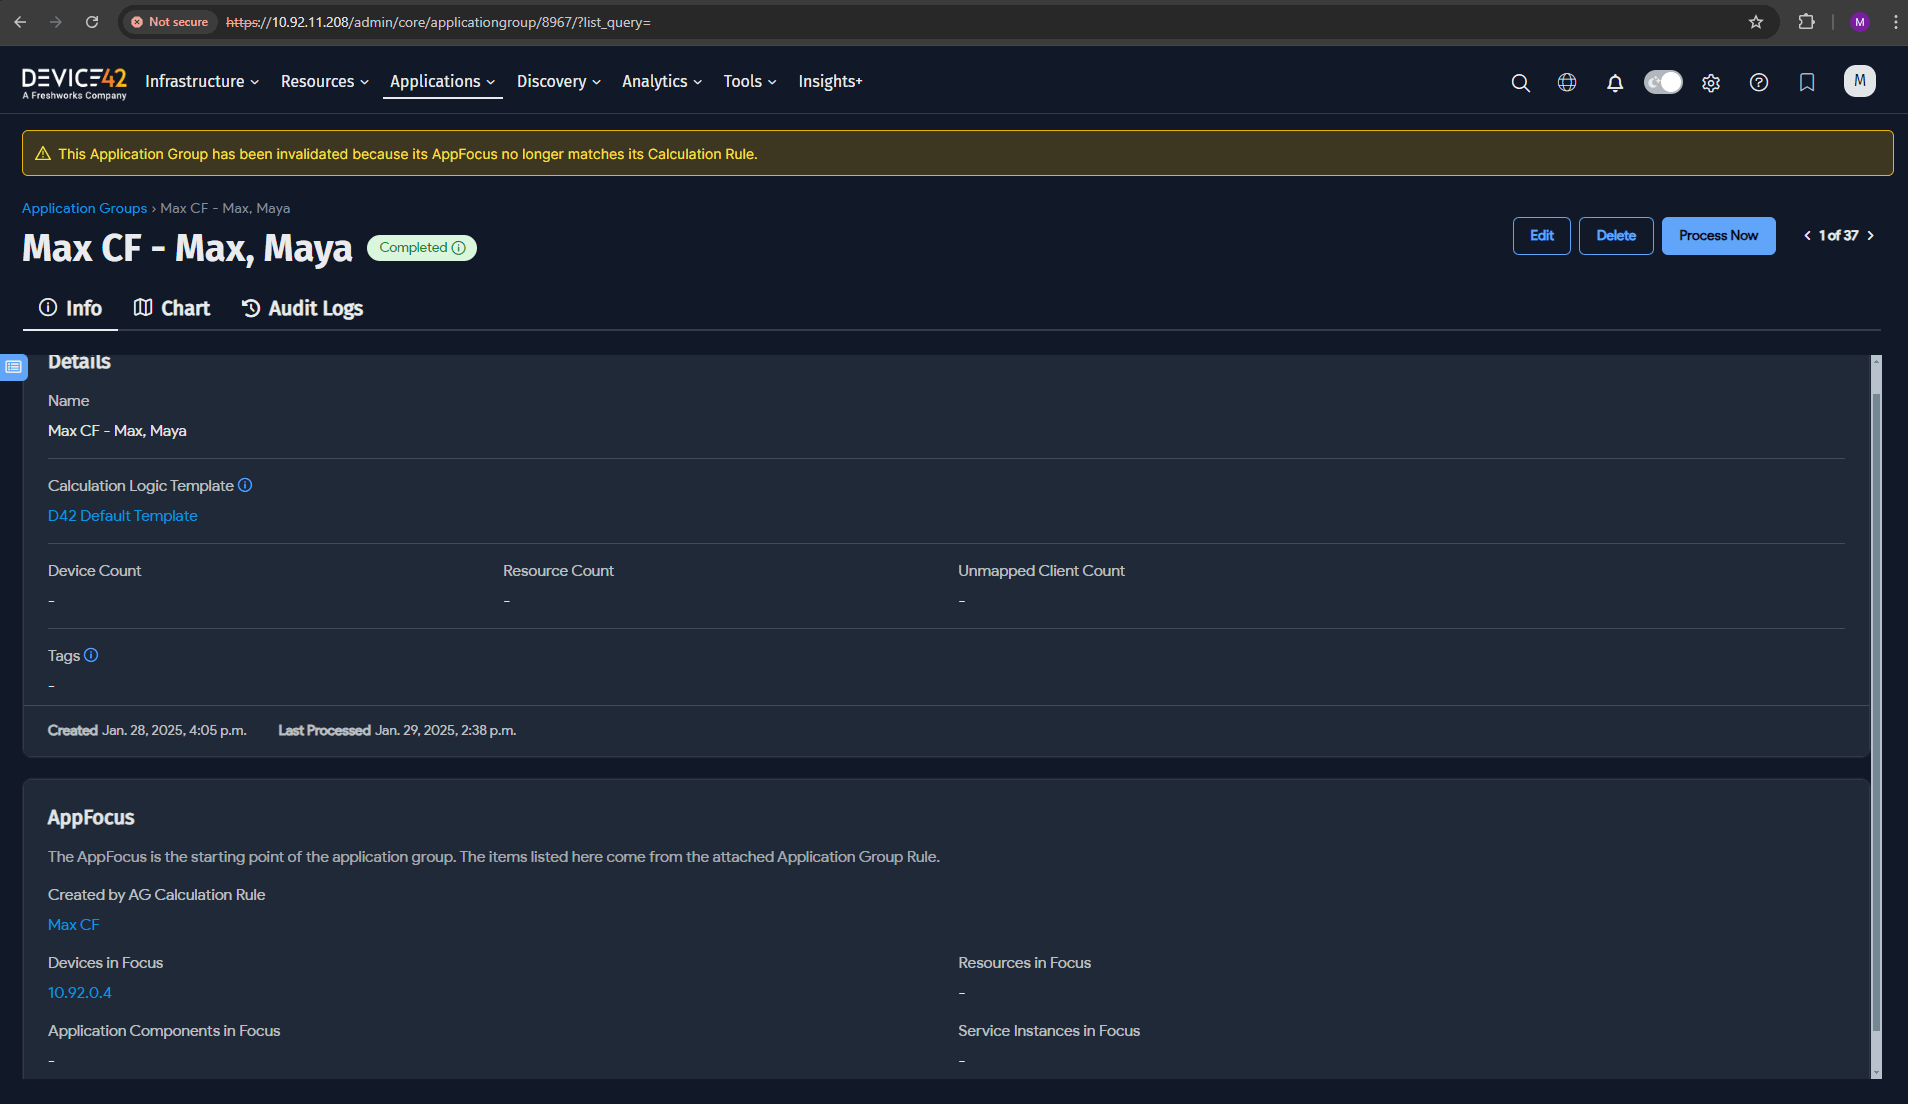 Not secure
https://10.92.11.208/admin/core/applicationgroup/8967/?list_query=
M
DEVICE42
A Freshworks Company
Infrastructure
Resources
Applications
Discovery
Analytics
Tools
Insights+
M
This Application Group has been invalidated because its AppFocus no longer matches its Calculation Rule.
Application Groups › Max CF - Max, Maya
Max CF - Max, Maya
Completed
Edit
Delete
Process Now
1 of 37
Info
Chart
Audit Logs
Details
Name
Max CF - Max, Maya
Calculation Logic Template
D42 Default Template
Device Count
Resource Count
Unmapped Client Count
-
-
-
Tags
-
Created Jan. 28, 2025, 4:05 p.m.
Last Processed Jan. 29, 2025, 2:38 p.m.
AppFocus
The AppFocus is the starting point of the application group. The items listed here come from the attached Application Group Rule.
Created by AG Calculation Rule
Max CF
Devices in Focus
Resources in Focus
10.92.0.4
-
Application Components in Focus
Service Instances in Focus
-
-